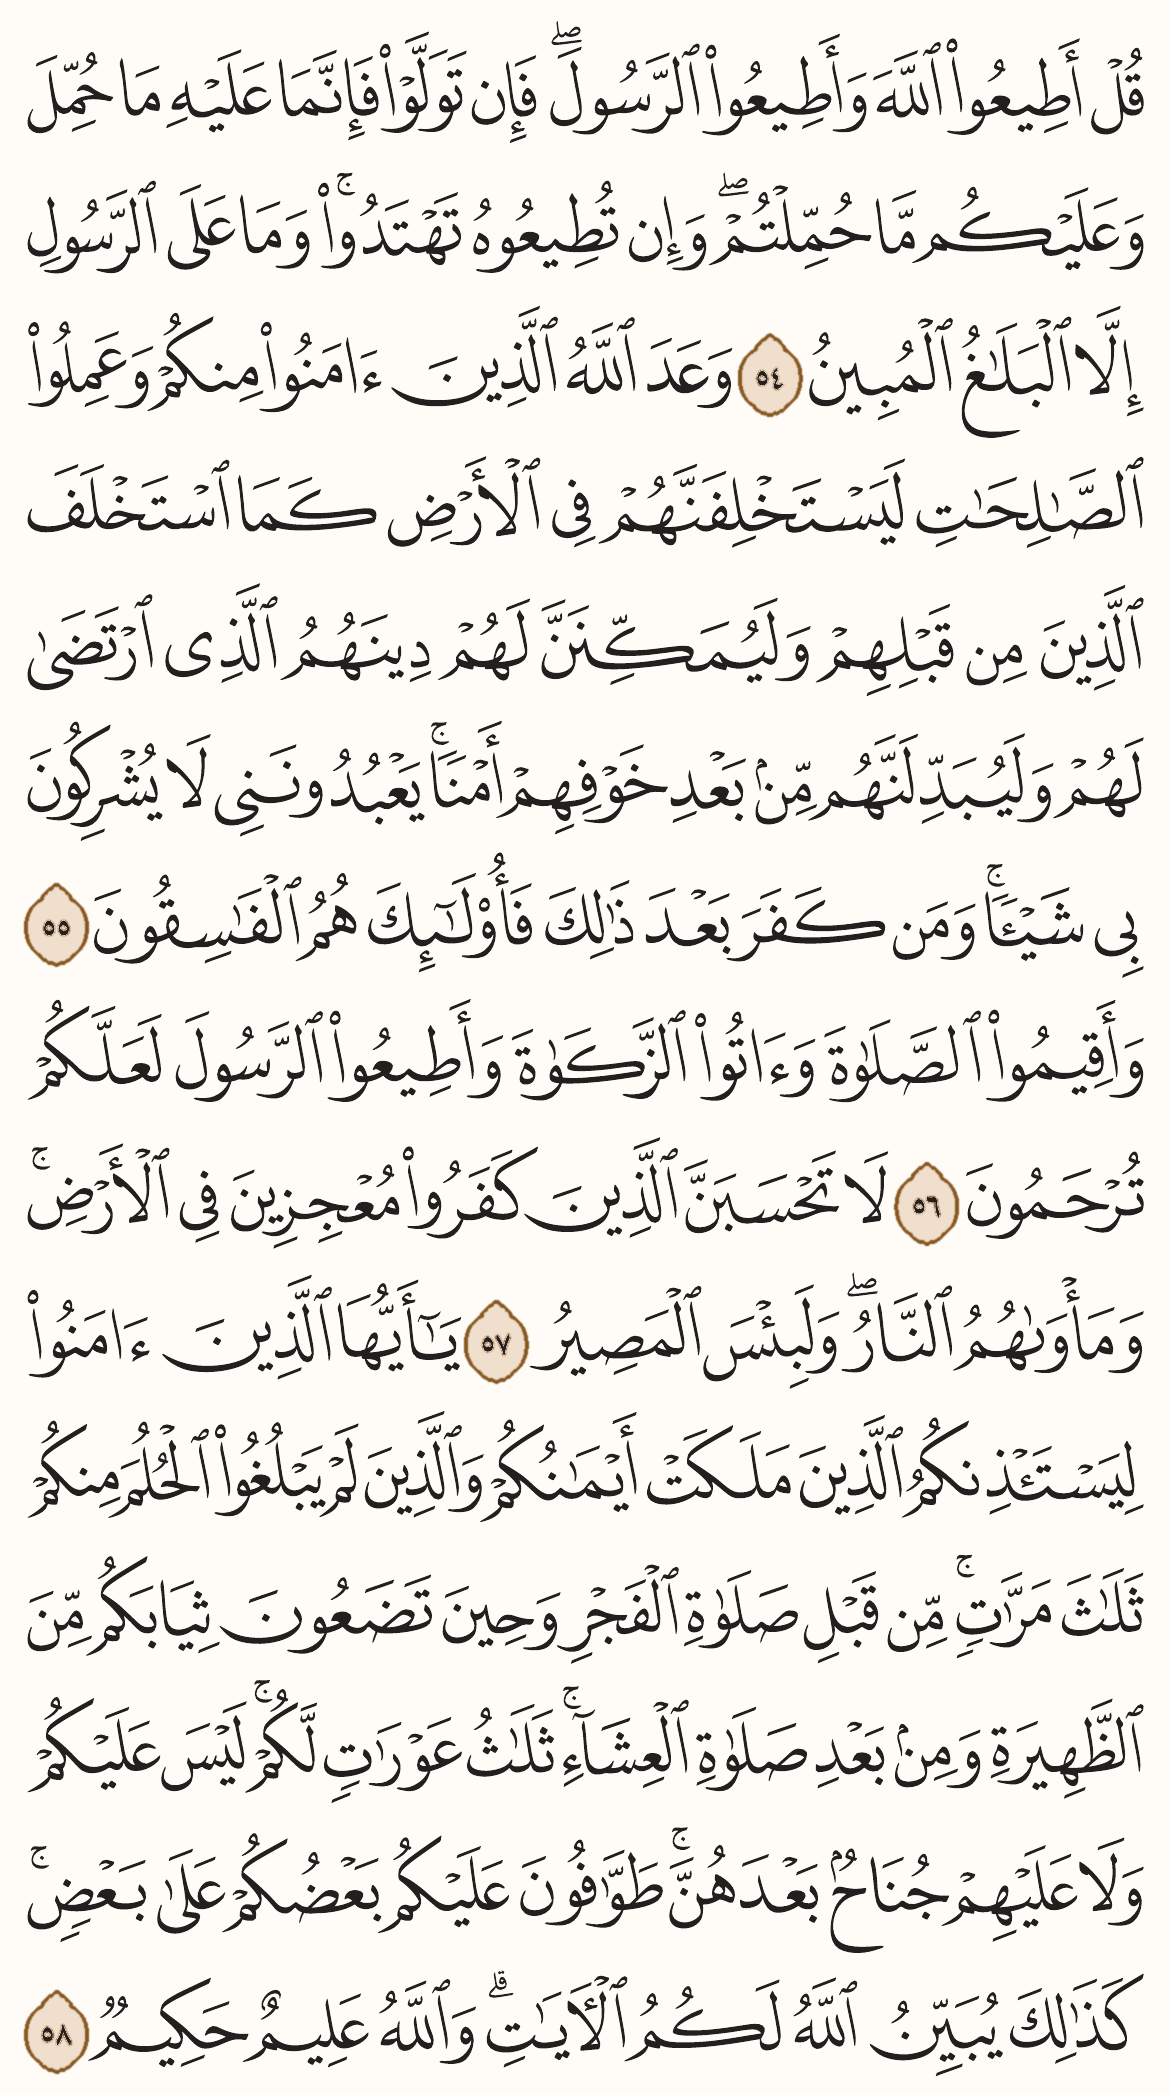 قُلۡ أَطِيعُواْ ٱللَّهَ وَأَطِيعُواْ ٱلرَّسُولَۖ فَإِن تَوَلَّوۡاْ فَإِنَّمَا عَلَيۡهِ مَا حُمِّلَ
وَعَلَيۡكُم مَّا حُمِّلۡتُمۡۖ وَإِن تُطِيعُوهُ تَهۡتَدُواْۚ وَمَا عَلَى ٱلرَّسُولِ
إِلَّا ٱلۡبَلَٰغُ ٱلۡمُبِينُ ٥٤ وَعَدَ ٱللَّهُ ٱلَّذِينَ ءَامَنُواْ مِنكُمۡ وَعَمِلُواْ
ٱلصَّٰلِحَٰتِ لَيَسۡتَخۡلِفَنَّهُمۡ فِي ٱلۡأَرۡضِ كَمَا ٱسۡتَخۡلَفَ
ٱلَّذِينَ مِن قَبۡلِهِمۡ وَلَيُمَكِّنَنَّ لَهُمۡ دِينَهُمُ ٱلَّذِى ٱرۡتَضَىٰ
لَهُمۡ وَلَيُبَدِّلَنَّهُم مِّنۢ بَعۡدِ خَوۡفِهِمۡ أَمۡنٗاۚ يَعۡبُدُونَنِى لَا يُشۡرِكُونَ
بِى شَيۡـٔٗاۚ وَمَن كَفَرَ بَعۡدَ ذَٰلِكَ فَأُوْلَٰٓئِكَ هُمُ ٱلۡفَٰسِقُونَ ٥٥
وَأَقِيمُواْ ٱلصَّلَوٰةَ وَءَاتُواْ ٱلزَّكَوٰةَ وَأَطِيعُواْ ٱلرَّسُولَ لَعَلَّكُمۡ
تُرۡحَمُونَ ٥٦ لَا تَحۡسَبَنَّ ٱلَّذِينَ كَفَرُواْ مُعۡجِزِينَ فِى ٱلۡأَرۡضِۚ
وَمَأۡوَىٰهُمُ ٱلنَّارُۖ وَلَبِئۡسَ ٱلۡمَصِيرُ ٥٧ يَٰٓأَيُّهَا ٱلَّذِينَ ءَامَنُواْ
لِيَسۡتَـٔۡذِنكُمُ ٱلَّذِينَ مَلَكَتۡ أَيۡمَٰنُكُمۡ وَٱلَّذِينَ لَمۡ يَبۡلُغُواْ ٱلۡحُلُمَ مِنكُمۡ
ثَلَٰثَ مَرَّٰتٖۚ مِّن قَبۡلِ صَلَوٰةِ ٱلۡفَجۡرِ وَحِينَ تَضَعُونَ ثِيَابَكُم مِّنَ
ٱلظَّهِيرَةِ وَمِنۢ بَعۡدِ صَلَوٰةِ ٱلۡعِشَآءِۚ ثَلَٰثُ عَوۡرَٰتٖ لَّكُمۡۚ لَيۡسَ عَلَيۡكُمۡ
وَلَا عَلَيۡهِمۡ جُنَاحُۢ بَعۡدَهُنَّۚ طَوَّٰفُونَ عَلَيۡكُم بَعۡضُكُمۡ عَلَىٰ بَعۡضٖۚ
كَذَٰلِكَ يُبَيِّنُ ٱللَّهُ لَكُمُ ٱلۡأٓيَٰتِۗ وَٱللَّهُ عَلِيمٌ حَكِيمٞ ٥٨